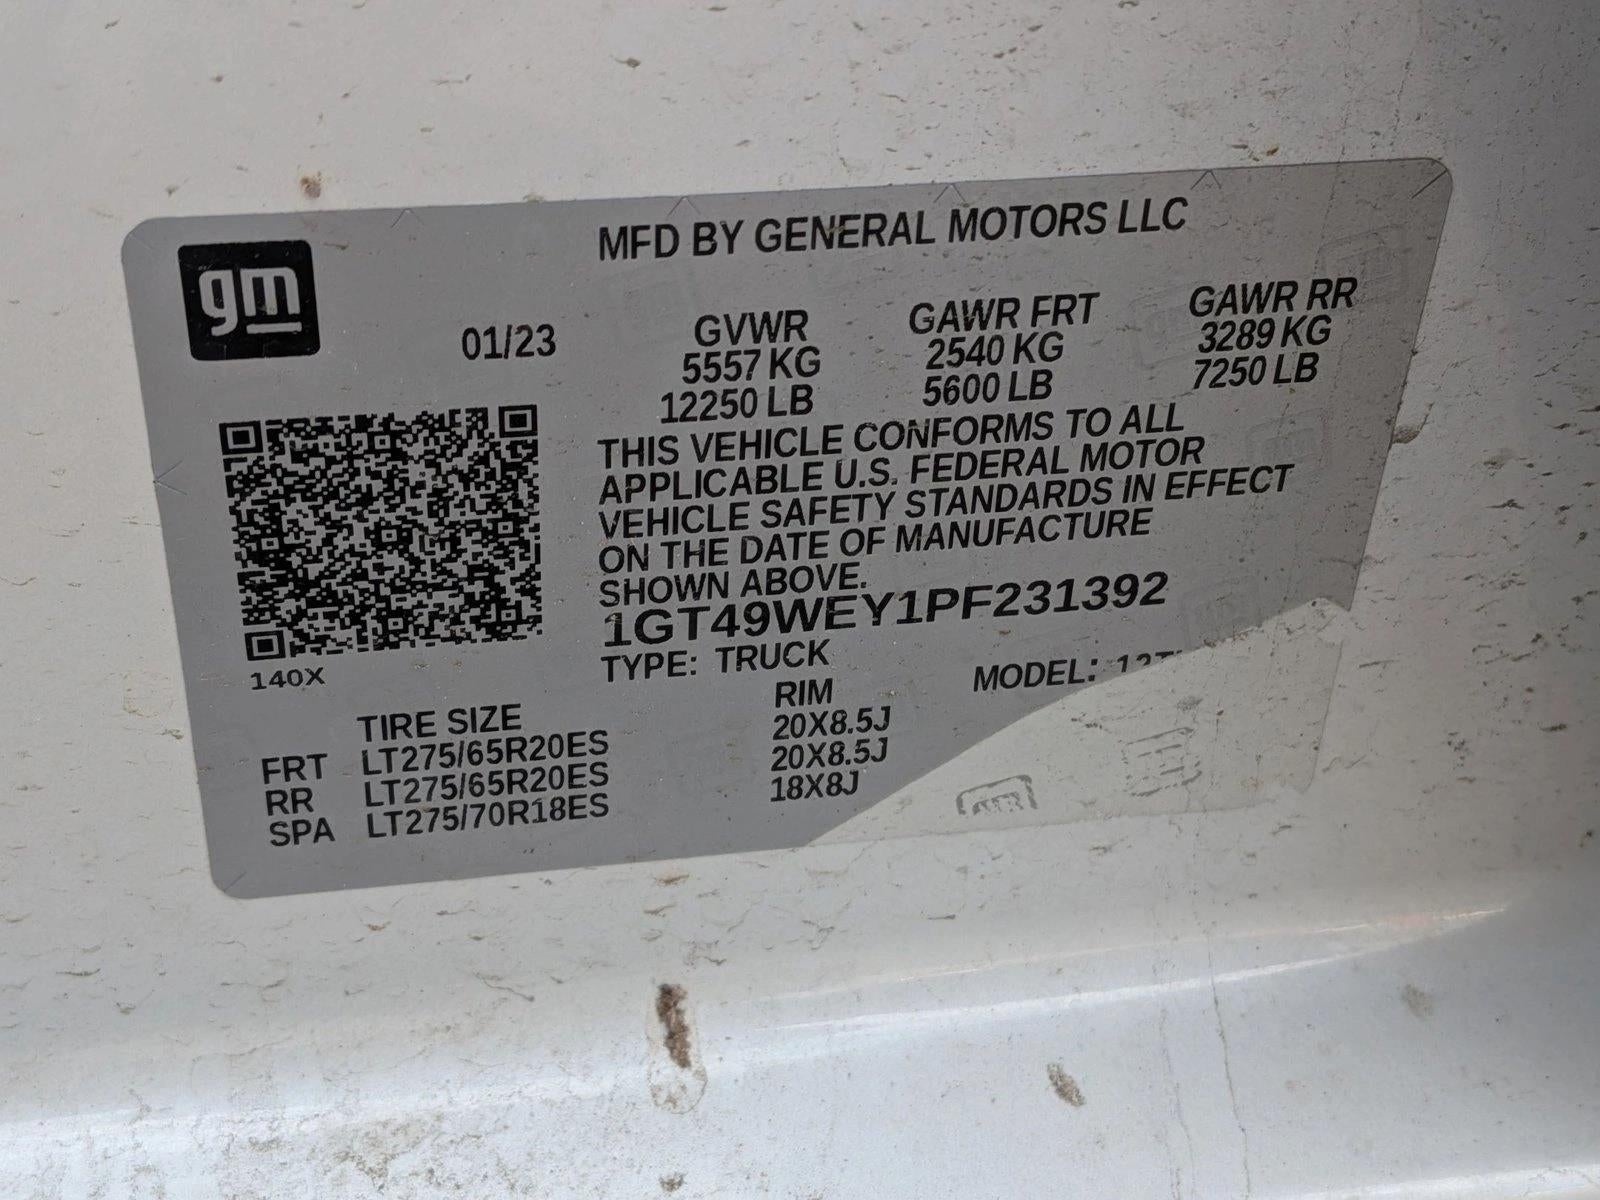 MFD BY GENERAL MOTORS LLC
gm
01/23
GVWR GAWR FRT GAWR RR
5557 KG 2540 KG 3289 KG
12250 LB 5600 LB 7250 LB
THIS VEHICLE CONFORMS TO ALL
APPLICABLE U.S. FEDERAL MOTOR
VEHICLE SAFETY STANDARDS IN EFFECT
ON THE DATE OF MANUFACTURE
SHOWN ABOVE.
1GT49WEY1PF231392
140X
TYPE: TRUCK MODEL:
TIRE SIZE RIM
FRT LT275/65R20ES 20X8.5J
RR LT275/65R20ES 20X8.5J
SPA LT275/70R18ES 18X8J